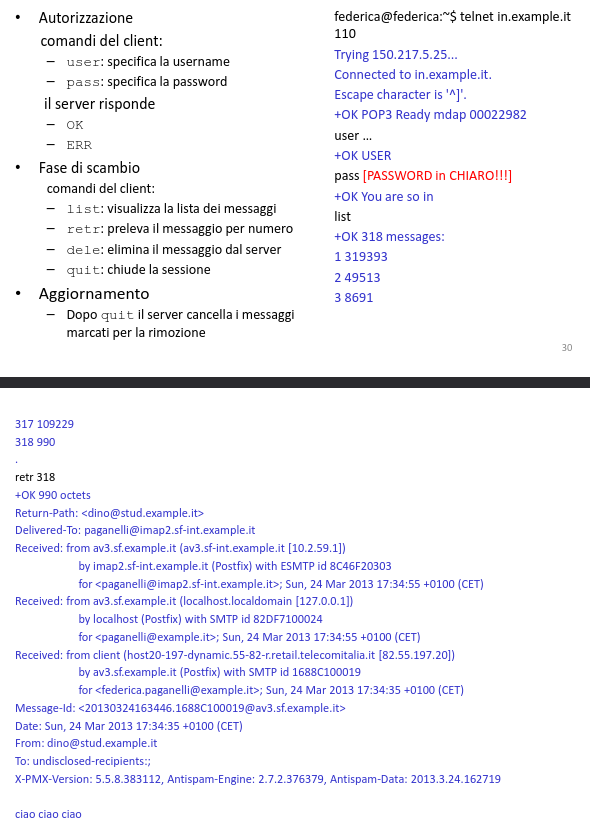 • Autorizzazione
comandi del client:
– user: specifica la username
– pass: specifica la password
il server risponde
– OK
– ERR
• Fase di scambio
comandi del client:
– list: visualizza la lista dei messaggi
– retr: preleva il messaggio per numero
– dele: elimina il messaggio dal server
– quit: chiude la sessione
• Aggiornamento
– Dopo quit il server cancella i messaggi
marcati per la rimozione
federica@federica:~$ telnet in.example.it
110
Trying 150.217.5.25...
Connected to in.example.it.
Escape character is '^]'.
+OK POP3 Ready mdap 00022982
user ...
+OK USER
pass [PASSWORD in CHIARO!!!]
+OK You are so in
list
+OK 318 messages:
1 319393
2 49513
3 8691
30
317 109229
318 990
.
retr 318
+OK 990 octets
Return-Path: <dino@stud.example.it>
Delivered-To: paganelli@imap2.sf-int.example.it
Received: from av3.sf.example.it (av3.sf-int.example.it [10.2.59.1])
by imap2.sf-int.example.it (Postfix) with ESMTP id 8C46F20303
for <paganelli@imap2.sf-int.example.it>; Sun, 24 Mar 2013 17:34:55 +0100 (CET)
Received: from av3.sf.example.it (localhost.localdomain [127.0.0.1])
by localhost (Postfix) with SMTP id 82DF7100024
for <paganelli@example.it>; Sun, 24 Mar 2013 17:34:55 +0100 (CET)
Received: from client (host20-197-dynamic.55-82-r.retail.telecomitalia.it [82.55.197.20])
by av3.sf.example.it (Postfix) with SMTP id 1688C100019
for <federica.paganelli@example.it>; Sun, 24 Mar 2013 17:34:35 +0100 (CET)
Message-Id: <20130324163446.1688C100019@av3.sf.example.it>
Date: Sun, 24 Mar 2013 17:34:35 +0100 (CET)
From: dino@stud.example.it
To: undisclosed-recipients:;
X-PMX-Version: 5.5.8.383112, Antispam-Engine: 2.7.2.376379, Antispam-Data: 2013.3.24.162719
ciao ciao ciao